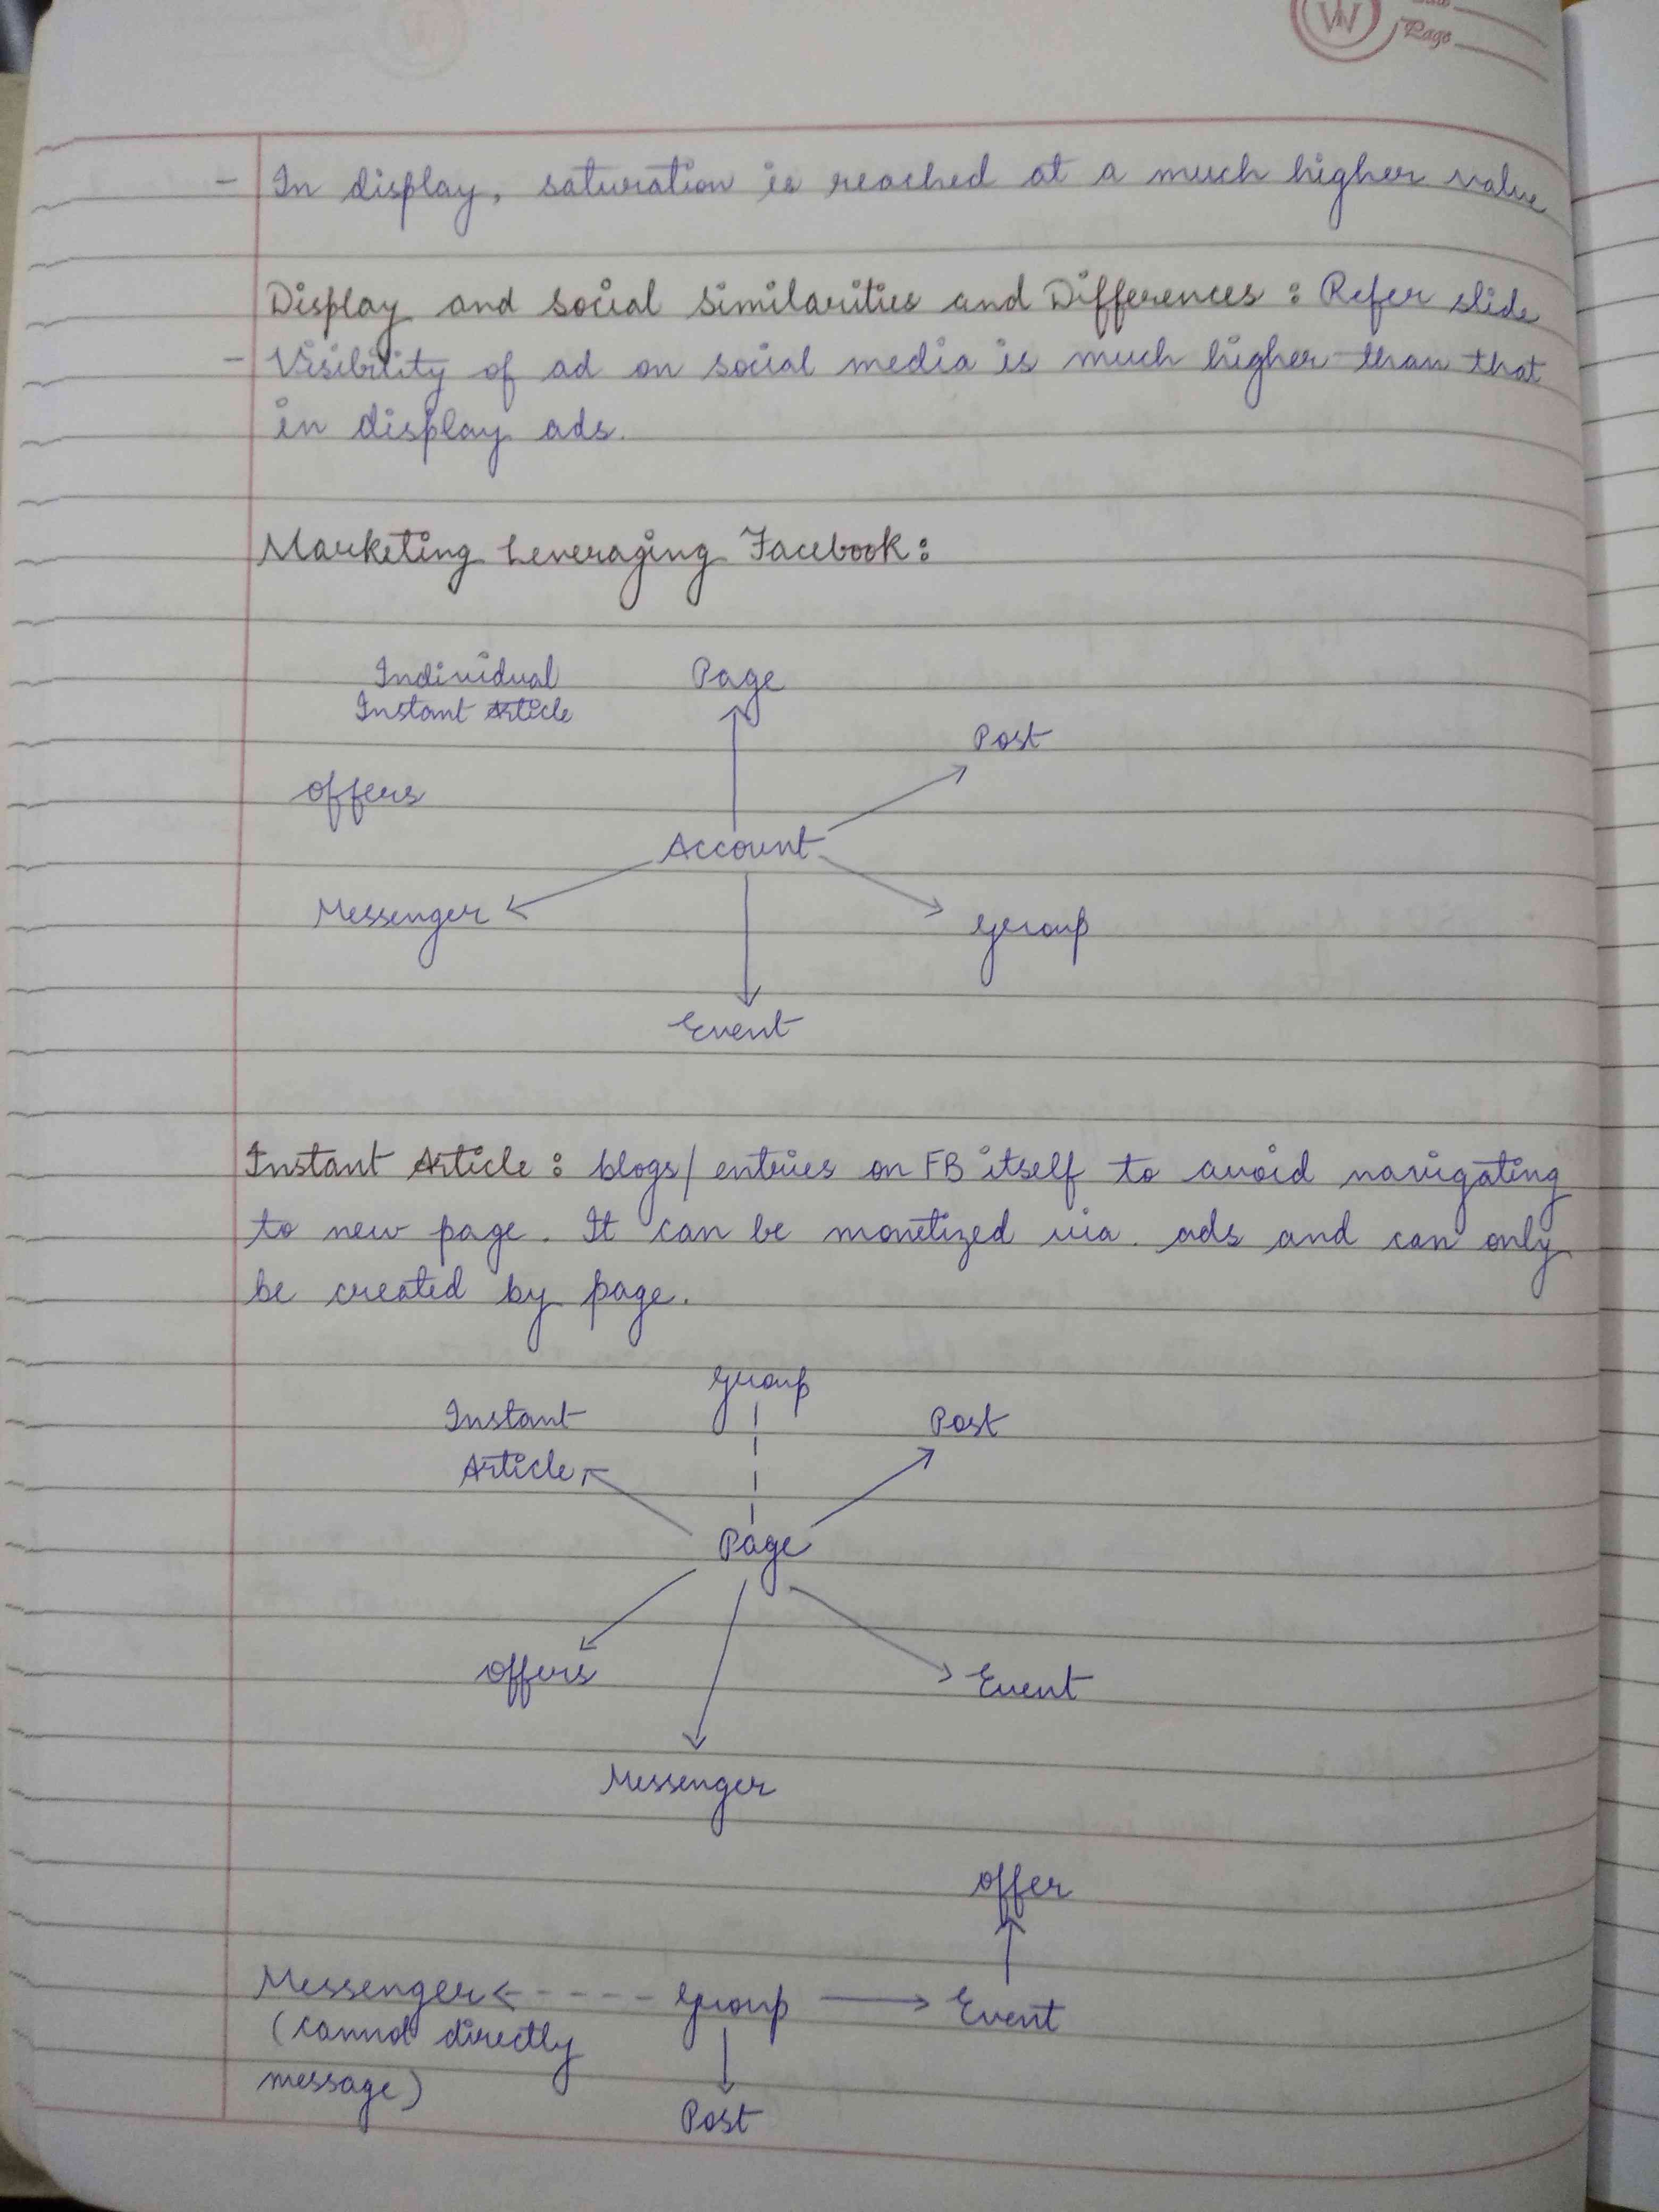 Page
- In display, saturation is reached at a much higher value
Display and social similarities and Differences : Refer slide
- Visibility of ad on social media is much higher than that
in display ads.
Marketing Leveraging Facebook :
Individual
Page
Instant Article
Post
offers
Account
Messenger
Group
Event
Instant Article : blogs/ entries on FB itself to avoid navigating
to new page. It can be monetized via. ads and can only
be created by page.
Group
Instant
Post
Article
Page
offers
Event
Messenger
offer
Messenger Group Event
(cannot directly
message)
Post